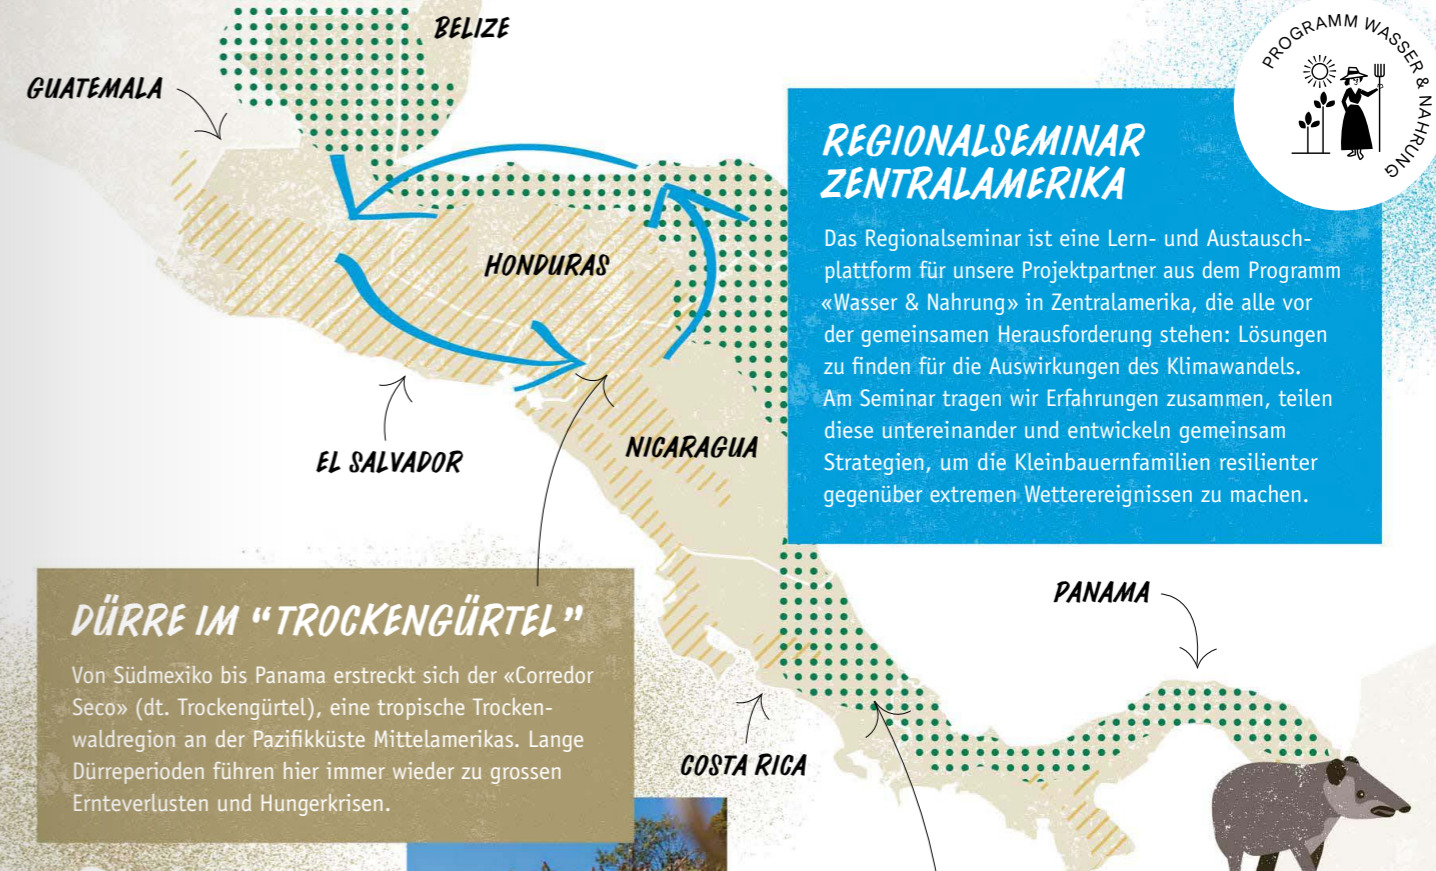 BELIZE
GUATEMALA
PROGRAMM WASSER & NAHRUNG
REGIONALSEMINAR
ZENTRALAMERIKA
Das Regionalseminar ist eine Lern- und Austausch-
plattform für unsere Projektpartner aus dem Programm
«Wasser & Nahrung» in Zentralamerika, die alle vor
der gemeinsamen Herausforderung stehen: Lösungen
zu finden für die Auswirkungen des Klimawandels.
Am Seminar tragen wir Erfahrungen zusammen, teilen
diese untereinander und entwickeln gemeinsam
Strategien, um die Kleinbauernfamilien resilienter
gegenüber extremen Wetterereignissen zu machen.
HONDURAS
EL SALVADOR
NICARAGUA
DÜRRE IM “TROCKENGÜRTEL”
Von Südmexiko bis Panama erstreckt sich der «Corredor
Seco» (dt. Trockengürtel), eine tropische Trocken-
waldregion an der Pazifikküste Mittelamerikas. Lange
Dürreperioden führen hier immer wieder zu grossen
Ernteverlusten und Hungerkrisen.
PANAMA
COSTA RICA